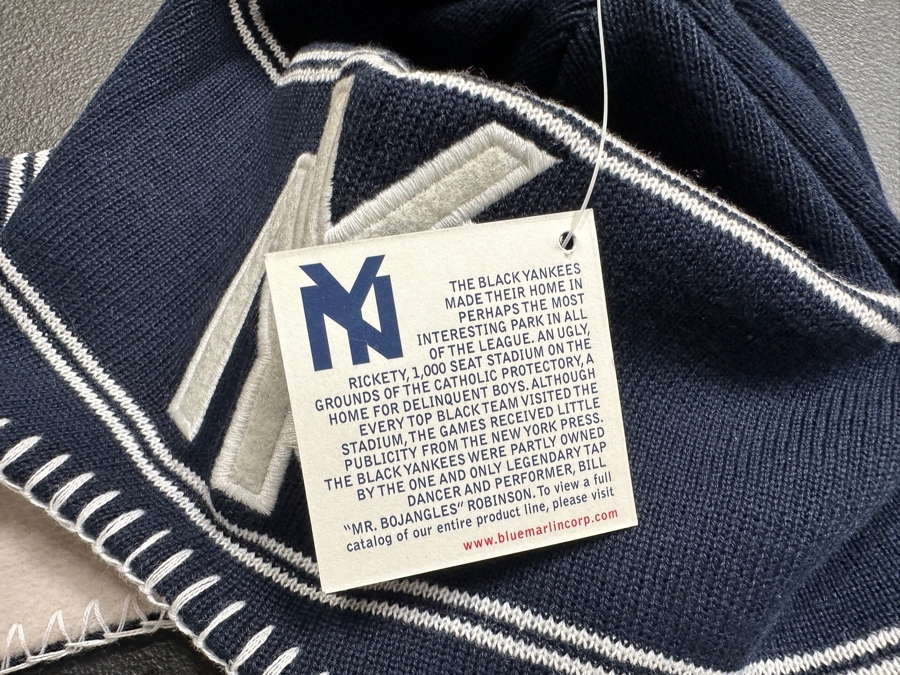 NY
THE BLACK YANKEES
MADE THEIR HOME IN
PERHAPS THE MOST
INTERESTING PARK IN ALL
OF THE LEAGUE. AN UGLY,
RICKETY, 1,000 SEAT STADIUM ON THE
GROUNDS OF THE CATHOLIC PROTECTORY, A
HOME FOR DELINQUENT BOYS. ALTHOUGH
EVERY TOP BLACK TEAM VISITED THE
STADIUM, THE GAMES RECEIVED LITTLE
PUBLICITY FROM THE NEW YORK PRESS.
THE BLACK YANKEES WERE PARTLY OWNED
BY THE ONE AND ONLY LEGENDARY TAP
DANCER AND PERFORMER, BILL
“MR. BOJANGLES” ROBINSON. To view a full
catalog of our entire product line, please visit
www.bluemarlincorp.com